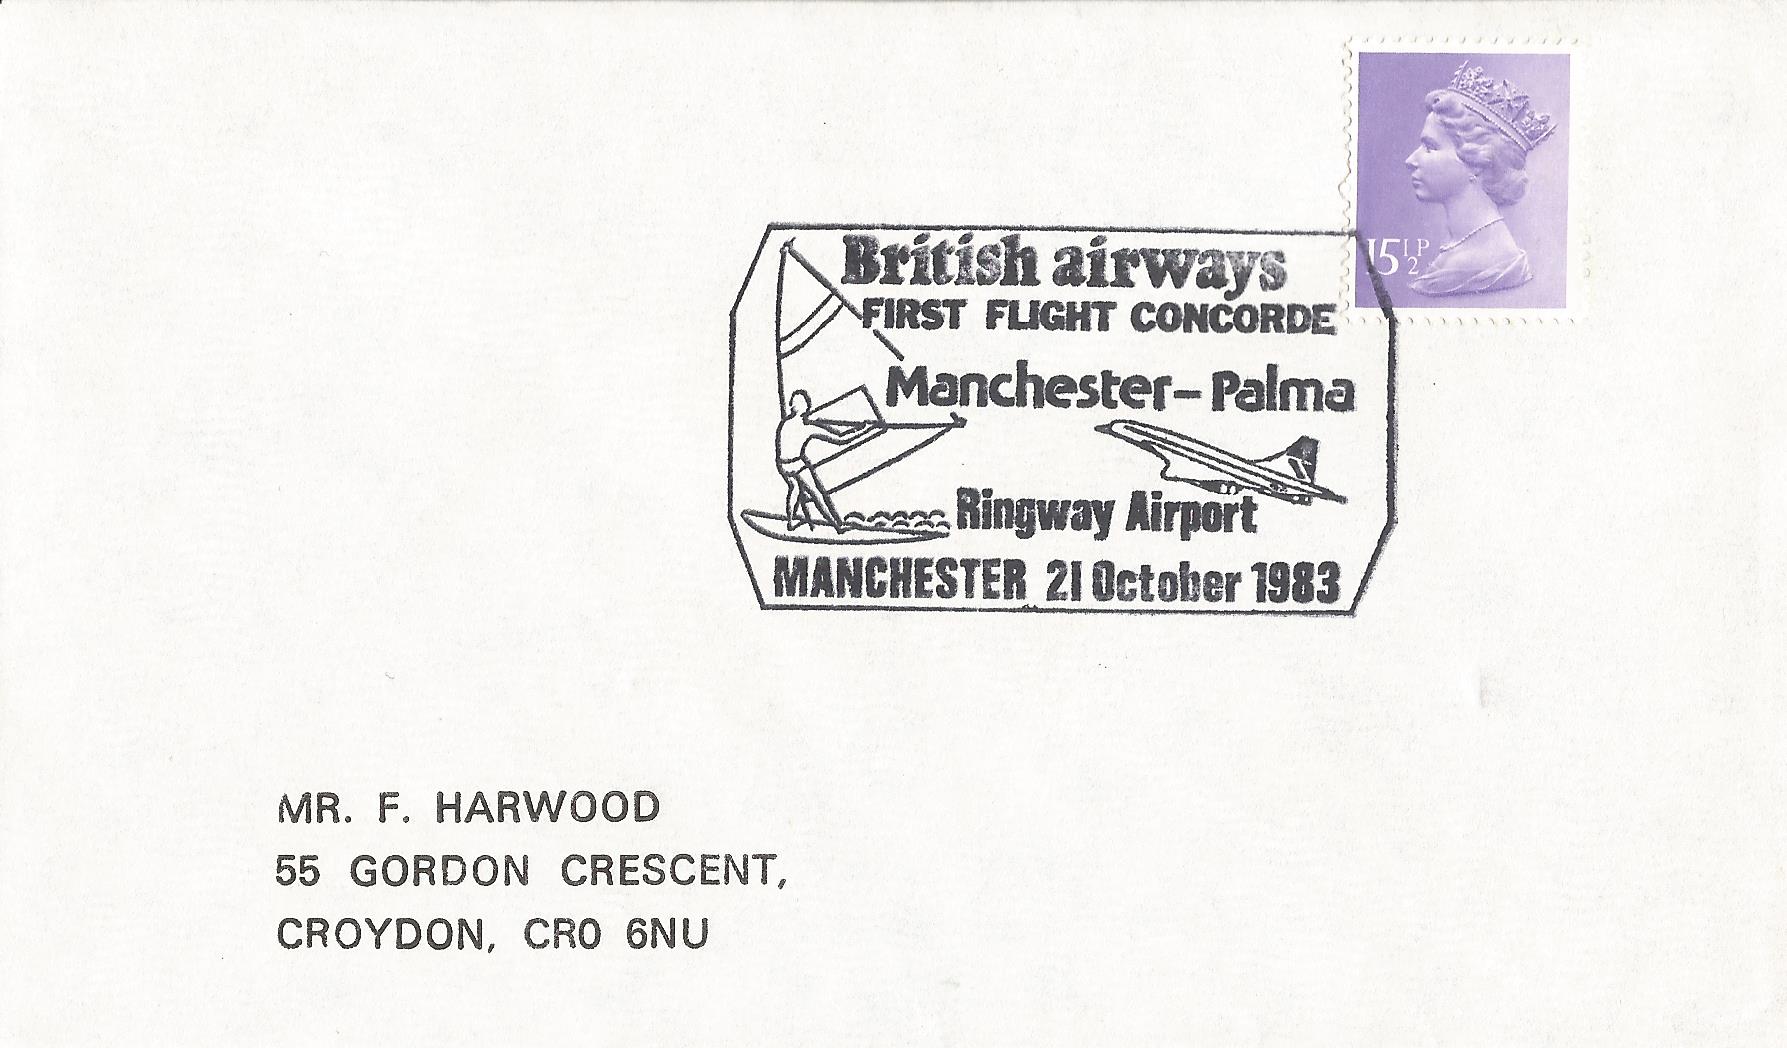 15½P
British airways
FIRST FLIGHT CONCORDE
Manchester – Palma
Ringway Airport
MANCHESTER 21 October 1983
MR. F. HARWOOD
55 GORDON CRESCENT,
CROYDON, CR0 6NU